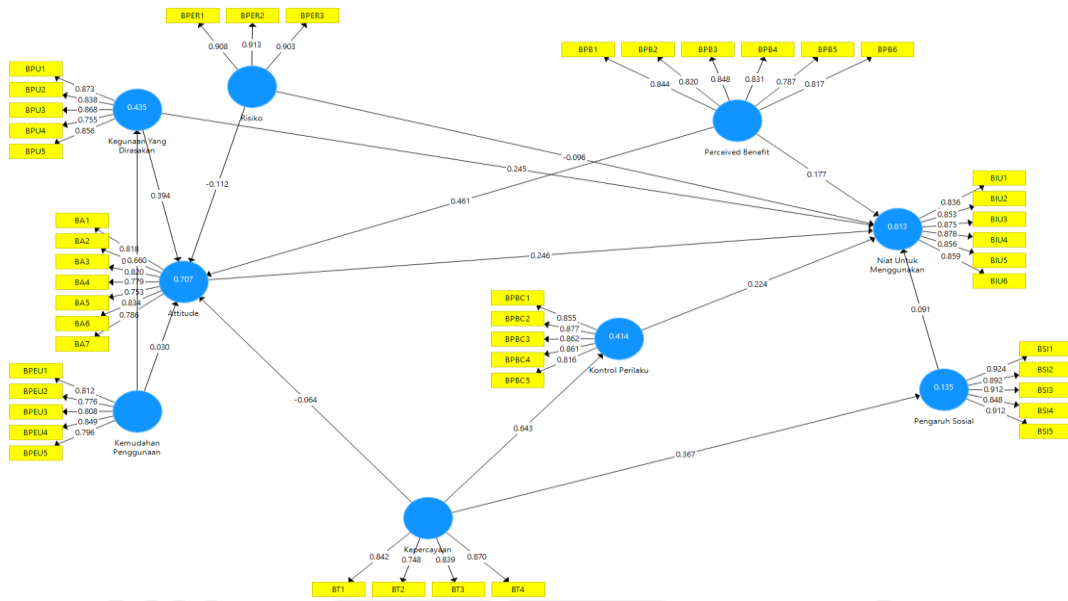 BPER1 BPER2 BPER3
0.908 0.913 0.903
Risiko
BPB1 BPB2 BPB3 BPB4 BPB5 BPB6
0.844 0.820 0.848 0.831 0.787 0.817
Perceived Benefit
BPU1
BPU2
BPU3
BPU4
BPU5
0.873
0.838
0.868
0.755
0.856
0.435
Kegunaan Yang
Dirasakan
0.394
-0.112
-0.096
0.245
0.461
0.177
BIU1
BIU2
BIU3
BIU4
BIU5
BIU6
0.836
0.853
0.875
0.878
0.856
0.859
0.813
Niat Untuk
Menggunakan
BA1
BA2
BA3
BA4
BA5
BA6
BA7
0.818
0.660
0.820
0.779
0.753
0.834
0.786
0.707
Attitude
0.246
0.224
0.091
0.030
BPBC1
BPBC2
BPBC3
BPBC4
BPBC5
0.855
0.877
0.862
0.861
0.816
0.414
Kontrol Perilaku
BSI1
BSI2
BSI3
BSI4
BSI5
0.924
0.892
0.912
0.848
0.912
0.135
Pengaruh Sosial
BPEU1
BPEU2
BPEU3
BPEU4
BPEU5
0.812
0.776
0.808
0.849
0.796
Kemudahan
Penggunaan
-0.064
0.643
0.367
Kepercayaan
0.842 0.748 0.839 0.870
BT1 BT2 BT3 BT4